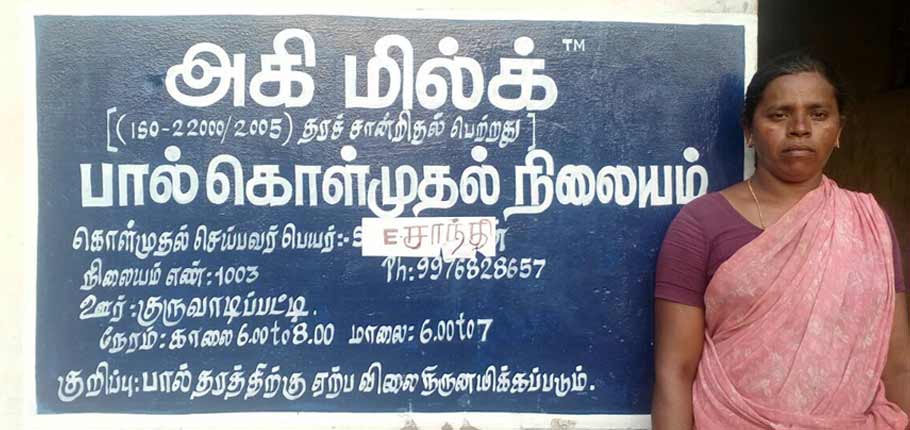 அகி மில்க் TM
[(ISO-22000/2005) தரச் சான்றிதல் பெற்றது]
பால் கொள்முதல் நிலையம்
கொள்முதல் செய்பவர் பெயர்:- S E.சாந்தி
நிலையம் எண்: 1003 Ph: 9976828657
ஊர்: குருவாடிப்பட்டி.
நேரம்: காலை 6.00 to 8.00 மாலை: 6.00 to 7
குறிப்பு: பால் தரத்திற்கு ஏற்ப விலை நிருனயிக்கப்படும்.